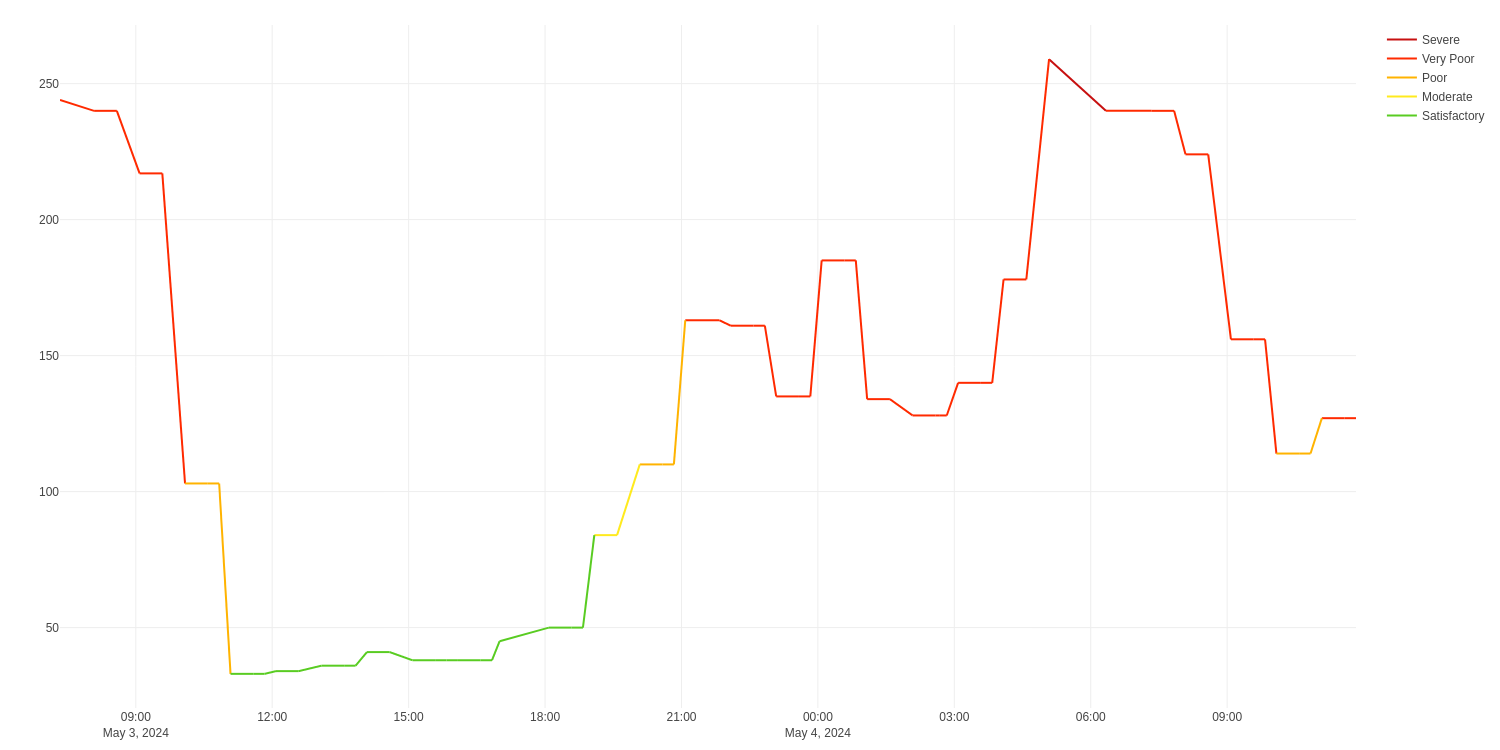 250
200
150
100
50
09:00
12:00
15:00
18:00
21:00
00:00
03:00
06:00
09:00
May 3, 2024
May 4, 2024
Severe
Very Poor
Poor
Moderate
Satisfactory